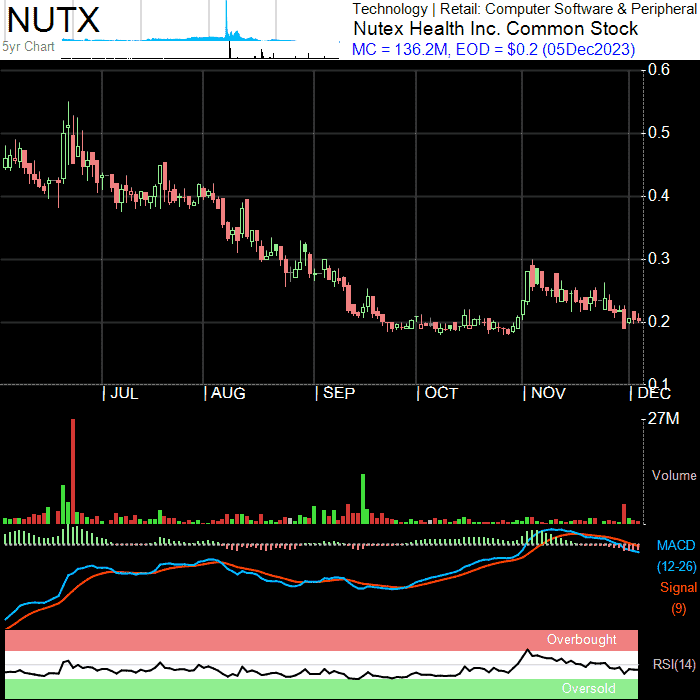 NUTX
5yr Chart
Technology | Retail: Computer Software & Peripheral
Nutex Health Inc. Common Stock
MC = 136.2M, EOD = $0.2 (05Dec2023)
0.6
0.5
0.4
0.3
0.2
0.1
JUL AUG SEP OCT NOV DEC
27M
Volume
MACD
(12-26)
Signal
(9)
Overbought
RSI(14)
Oversold